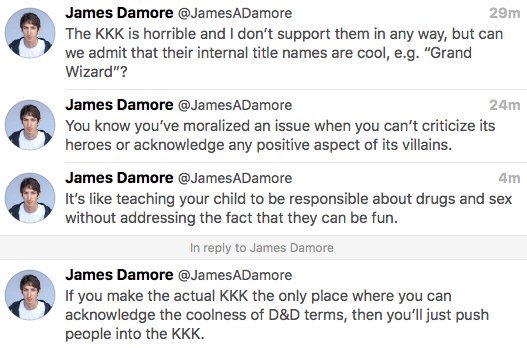 James Damore @JamesADamore 29m
The KKK is horrible and I don't support them in any way, but can
we admit that their internal title names are cool, e.g. “Grand
Wizard”?
James Damore @JamesADamore 24m
You know you've moralized an issue when you can't criticize its
heroes or acknowledge any positive aspect of its villains.
James Damore @JamesADamore 4m
It's like teaching your child to be responsible about drugs and sex
without addressing the fact that they can be fun.
In reply to James Damore
James Damore @JamesADamore
If you make the actual KKK the only place where you can
acknowledge the coolness of D&D terms, then you'll just push
people into the KKK.